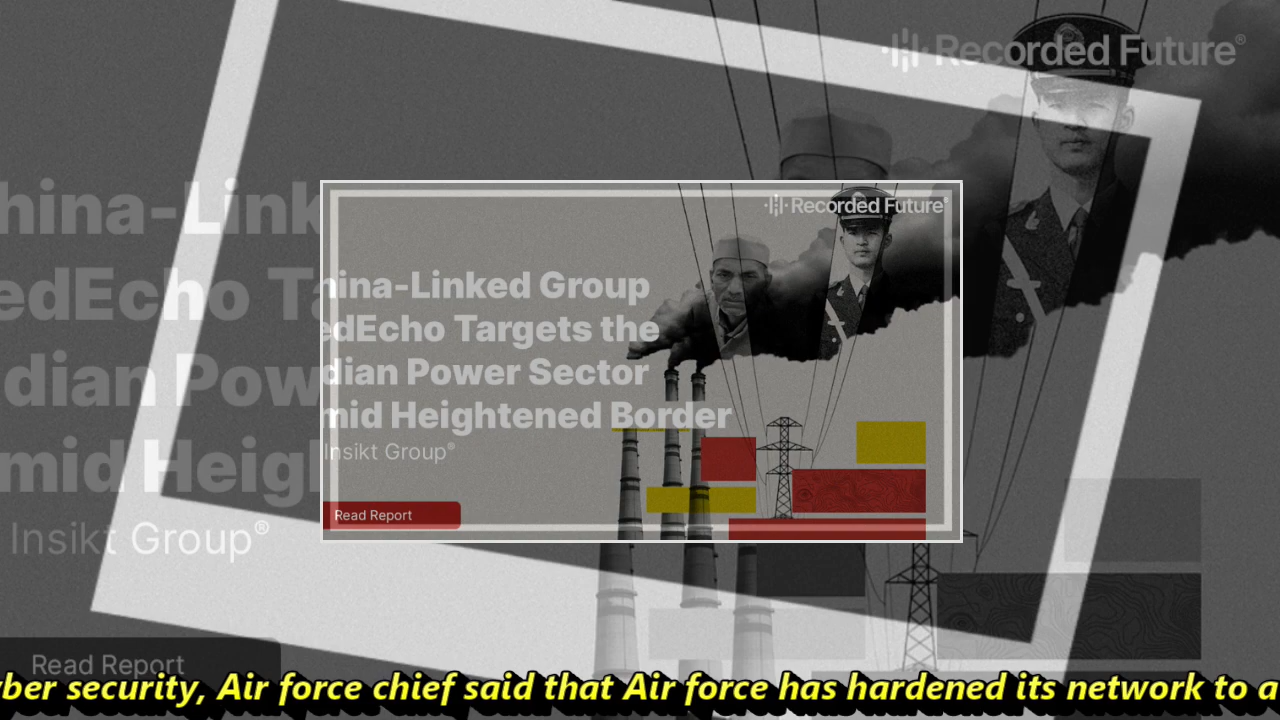 Recorded Future®
hina-Link
edEcho Ta
dian Pow
mid Heigh
Insikt Group®
Read Report
Recorded Future
hina-Linked Group
edEcho Targets the
dian Power Sector
mid Heightened Border
Insikt Group®
Read Report
yber security, Air force chief said that Air force has hardened its network to a